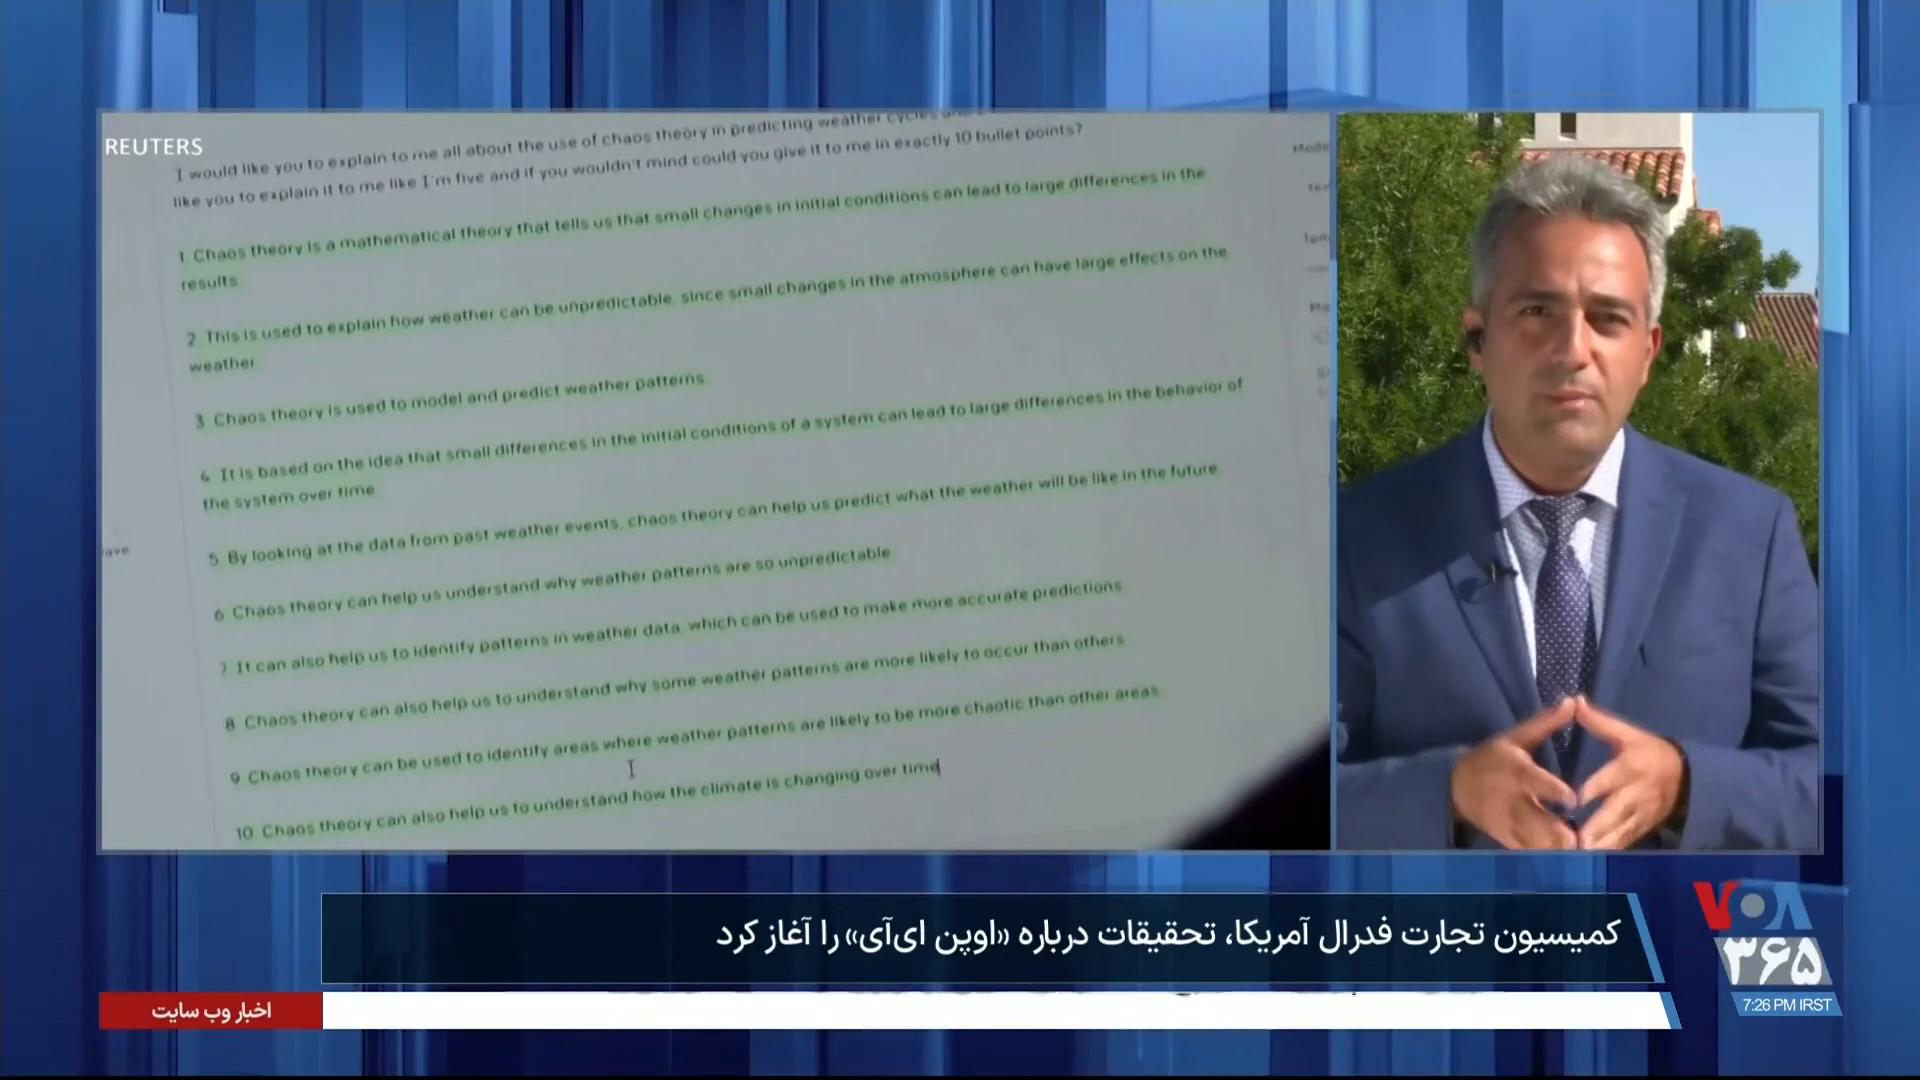 REUTERS
I would like you to explain to me all about the use of chaos theory in predicting weather cycles
like you to explain it to me like I'm five and if you wouldn't mind could you give it to me in exactly 10 bullet points?
1. Chaos theory is a mathematical theory that tells us that small changes in initial conditions can lead to large differences in the
results.
2. This is used to explain how weather can be unpredictable, since small changes in the atmosphere can have large effects on the
weather.
3. Chaos theory is used to model and predict weather patterns.
4. It is based on the idea that small differences in the initial conditions of a system can lead to large differences in the behavior of
the system over time.
5. By looking at the data from past weather events, chaos theory can help us predict what the weather will be like in the future.
6. Chaos theory can help us understand why weather patterns are so unpredictable.
7. It can also help us to identify patterns in weather data, which can be used to make more accurate predictions.
8. Chaos theory can also help us to understand why some weather patterns are more likely to occur than others.
9. Chaos theory can be used to identify areas where weather patterns are likely to be more chaotic than other areas.
10. Chaos theory can also help us to understand how the climate is changing over time
کمیسیون تجارت فدرال آمریکا، تحقیقات درباره «اوپن ای‌آی» را آغاز کرد
VOA
۳۶۵
7:26 PM IRST
اخبار وب سایت